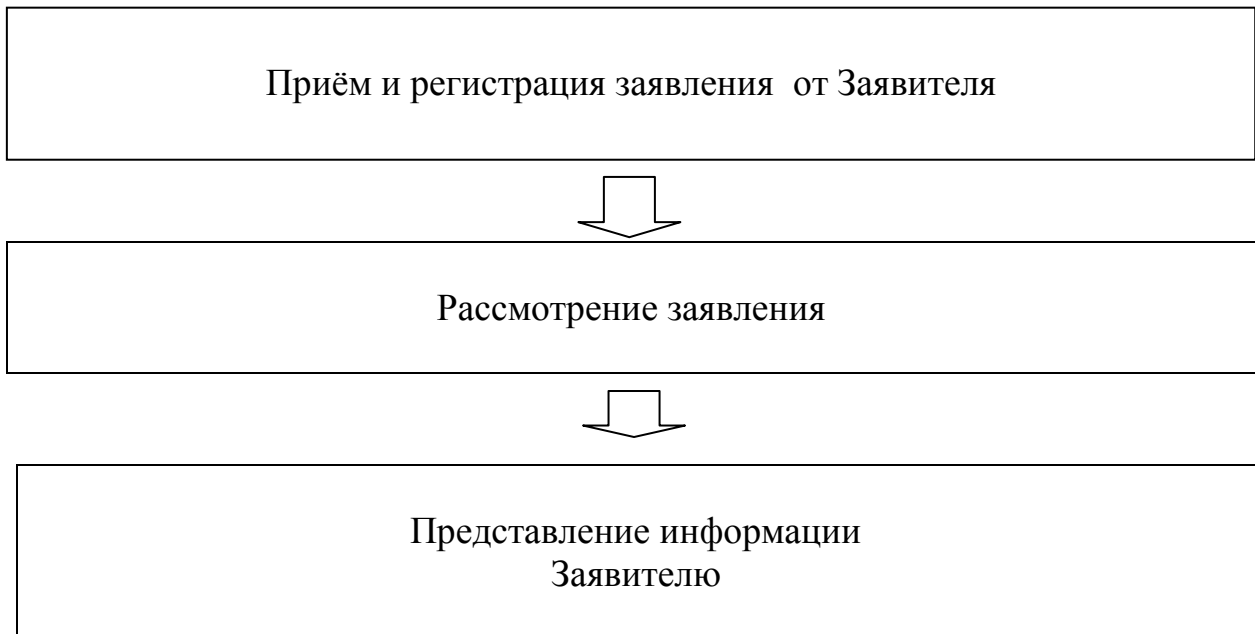 Приём и регистрация заявления от Заявителя
Рассмотрение заявления
Представление информации
Заявителю